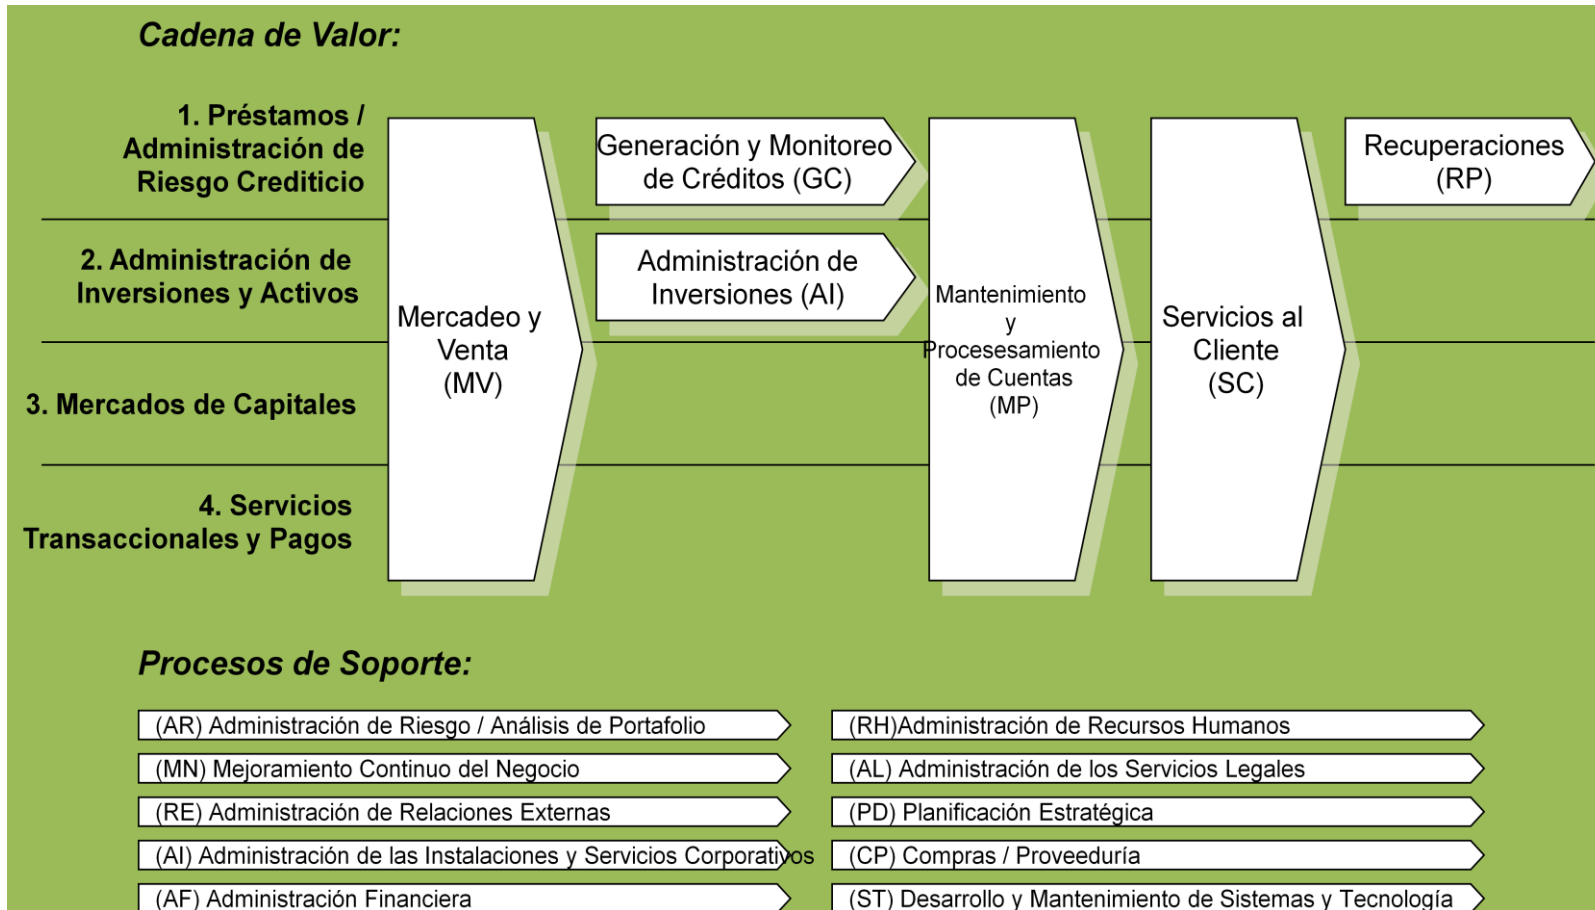 Cadena de Valor:
1. Préstamos /
Administración de
Riesgo Crediticio
2. Administración de
Inversiones y Activos
3. Mercados de Capitales
4. Servicios
Transaccionales y Pagos
Mercadeo y
Venta
(MV)
Generación y Monitoreo
de Créditos (GC)
Administración de
Inversiones (AI)
Mantenimiento
y
Procesesamiento
de Cuentas
(MP)
Servicios al
Cliente
(SC)
Recuperaciones
(RP)
Procesos de Soporte:
(AR) Administración de Riesgo / Análisis de Portafolio
(MN) Mejoramiento Continuo del Negocio
(RE) Administración de Relaciones Externas
(AI) Administración de las Instalaciones y Servicios Corporativos
(AF) Administración Financiera
(RH)Administración de Recursos Humanos
(AL) Administración de los Servicios Legales
(PD) Planificación Estratégica
(CP) Compras / Proveeduría
(ST) Desarrollo y Mantenimiento de Sistemas y Tecnología